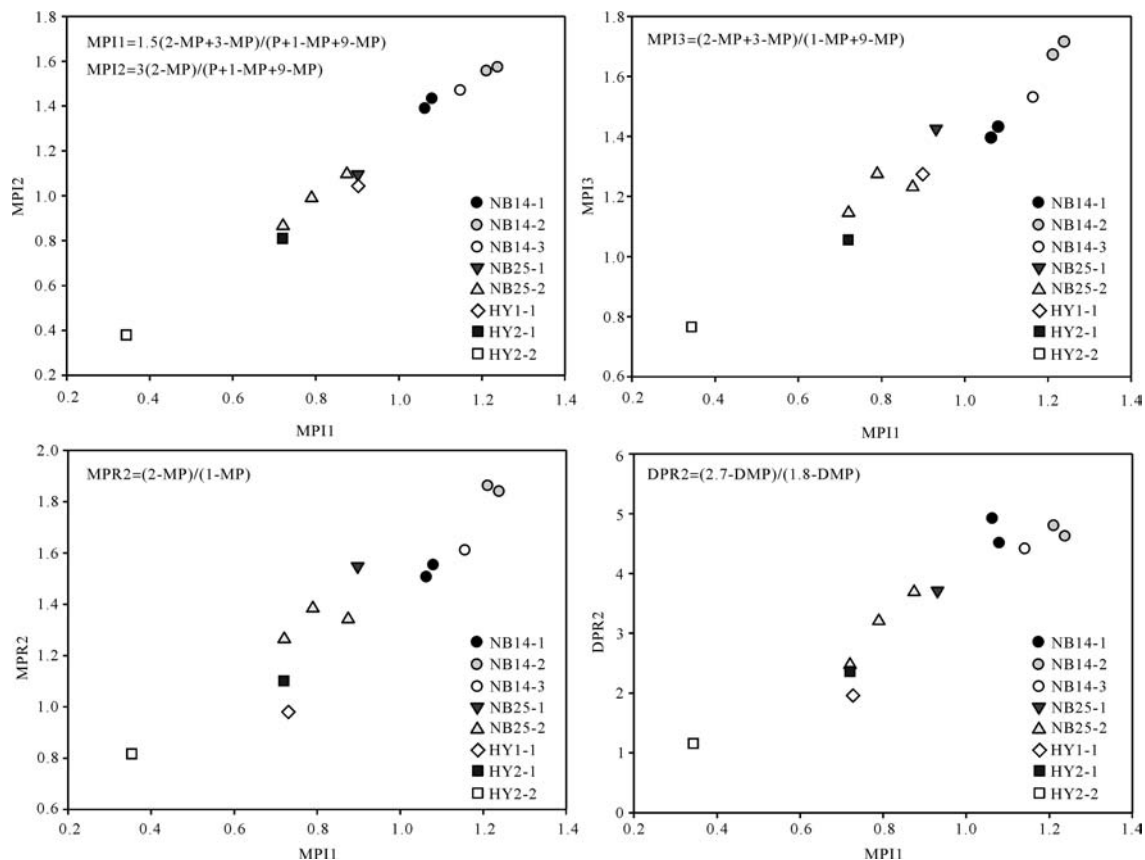 MPI1=1.5(2-MP+3-MP)/(P+1-MP+9-MP)
MPI2=3(2-MP)/(P+1-MP+9-MP)
1.8
1.6
1.4
1.2
1.0
0.8
0.6
0.4
0.2
MPI2
NB14-1
NB14-2
NB14-3
NB25-1
NB25-2
HY1-1
HY2-1
HY2-2
0.2 0.4 0.6 0.8 1.0 1.2 1.4
MPI1
MPI3=(2-MP+3-MP)/(1-MP+9-MP)
1.8
1.6
1.4
1.2
1.0
0.8
0.6
MPI3
NB14-1
NB14-2
NB14-3
NB25-1
NB25-2
HY1-1
HY2-1
HY2-2
0.2 0.4 0.6 0.8 1.0 1.2 1.4
MPI1
MPR2=(2-MP)/(1-MP)
2.0
1.8
1.6
1.4
1.2
1.0
0.8
0.6
MPR2
NB14-1
NB14-2
NB14-3
NB25-1
NB25-2
HY1-1
HY2-1
HY2-2
0.2 0.4 0.6 0.8 1.0 1.2 1.4
MPI1
DPR2=(2.7-DMP)/(1.8-DMP)
6
5
4
3
2
1
0
DPR2
NB14-1
NB14-2
NB14-3
NB25-1
NB25-2
HY1-1
HY2-1
HY2-2
0.2 0.4 0.6 0.8 1.0 1.2 1.4
MPI1